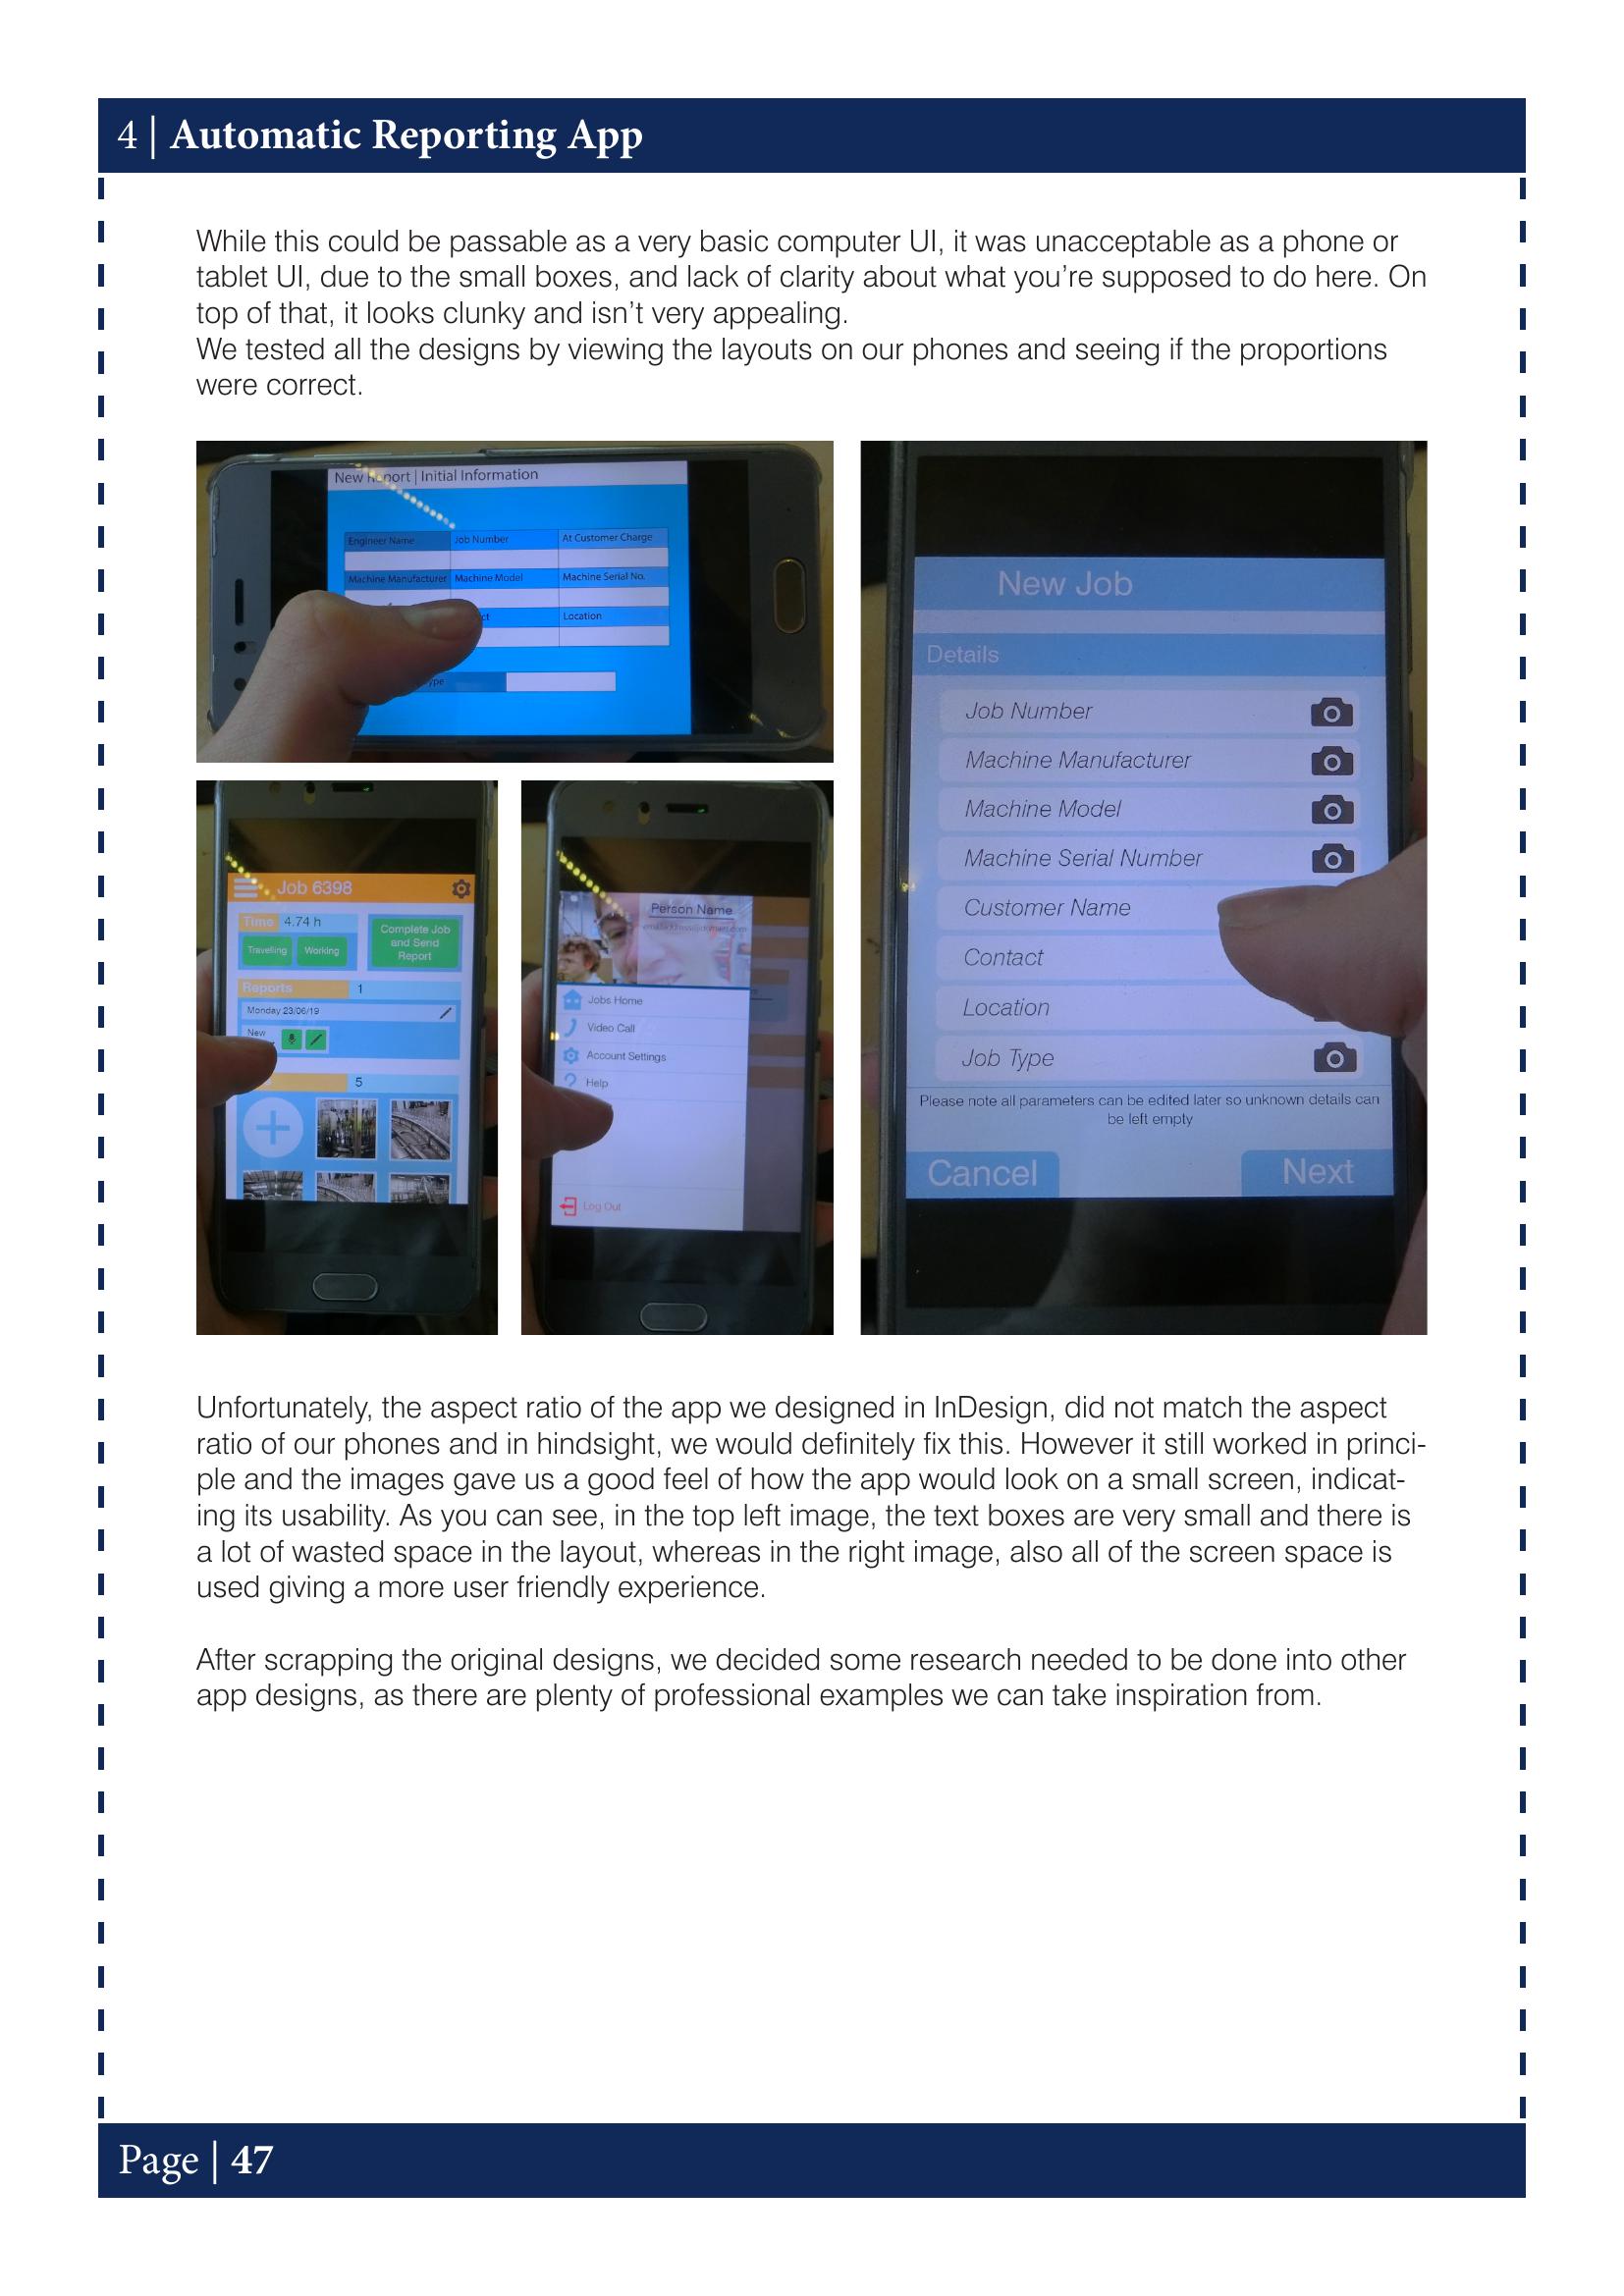 4 | Automatic Reporting App
While this could be passable as a very basic computer UI, it was unacceptable as a phone or
tablet UI, due to the small boxes, and lack of clarity about what you’re supposed to do here. On
top of that, it looks clunky and isn’t very appealing.
We tested all the designs by viewing the layouts on our phones and seeing if the proportions
were correct.
New Report | Initial Information
Engineer Name Job Number At Customer Charge
Machine Manufacturer Machine Model Machine Serial No.
Location
Job 6398
Time 4.74 h
Travelling Working
Complete Job
and Send
Report
Reports 1
Monday 23/06/19
New
5
Person Name
Jobs Home
Video Call
Account Settings
Help
Log Out
New Job
Details
Job Number
Machine Manufacturer
Machine Model
Machine Serial Number
Customer Name
Contact
Location
Job Type
Please note all parameters can be edited later so unknown details can
be left empty
Cancel Next
Unfortunately, the aspect ratio of the app we designed in InDesign, did not match the aspect
ratio of our phones and in hindsight, we would definitely fix this. However it still worked in princi-
ple and the images gave us a good feel of how the app would look on a small screen, indicat-
ing its usability. As you can see, in the top left image, the text boxes are very small and there is
a lot of wasted space in the layout, whereas in the right image, also all of the screen space is
used giving a more user friendly experience.
After scrapping the original designs, we decided some research needed to be done into other
app designs, as there are plenty of professional examples we can take inspiration from.
Page | 47